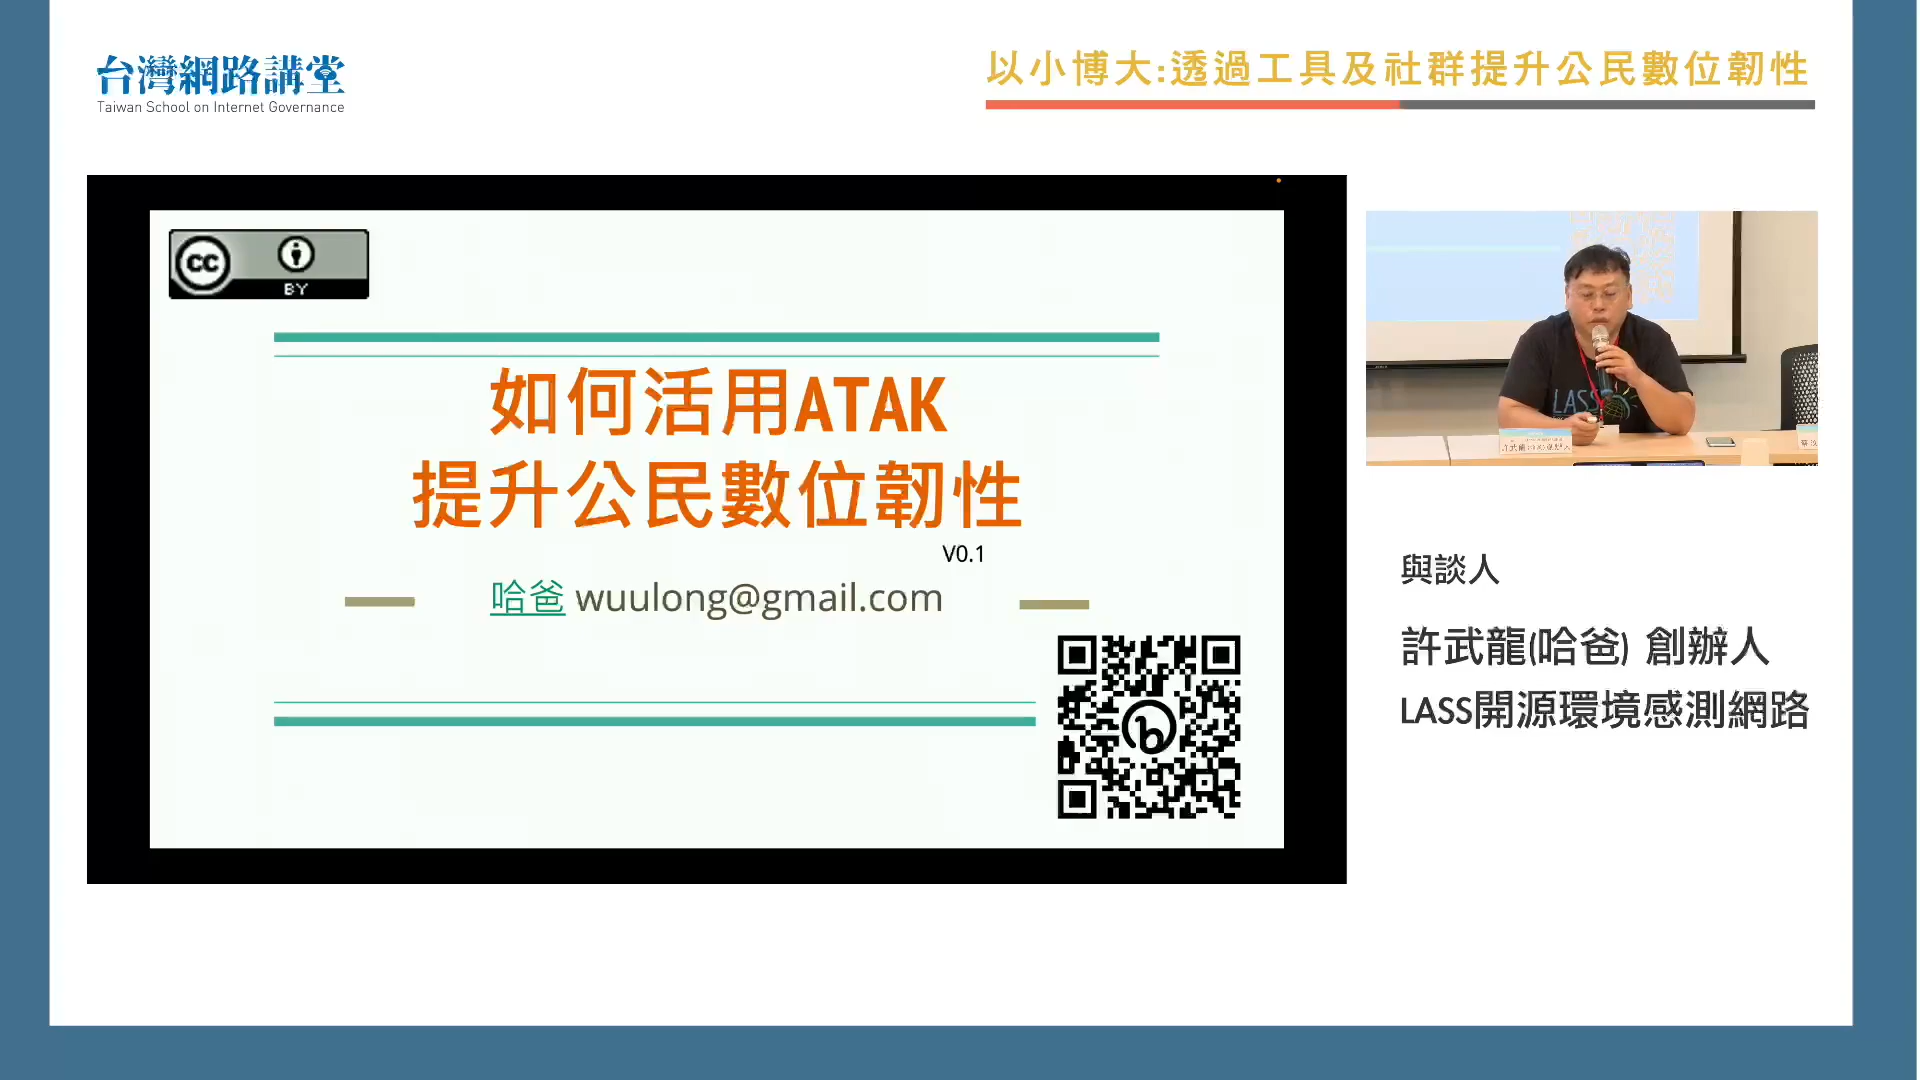 台灣網路講堂
Taiwan School on Internet Governance
以小博大:透過工具及社群提升公民數位韌性
CC
BY
如何活用ATAK
提升公民數位韌性
V0.1
哈爸 wuulong@gmail.com
LASS
與談人
許武龍(哈爸) 創辦人
LASS開源環境感測網路